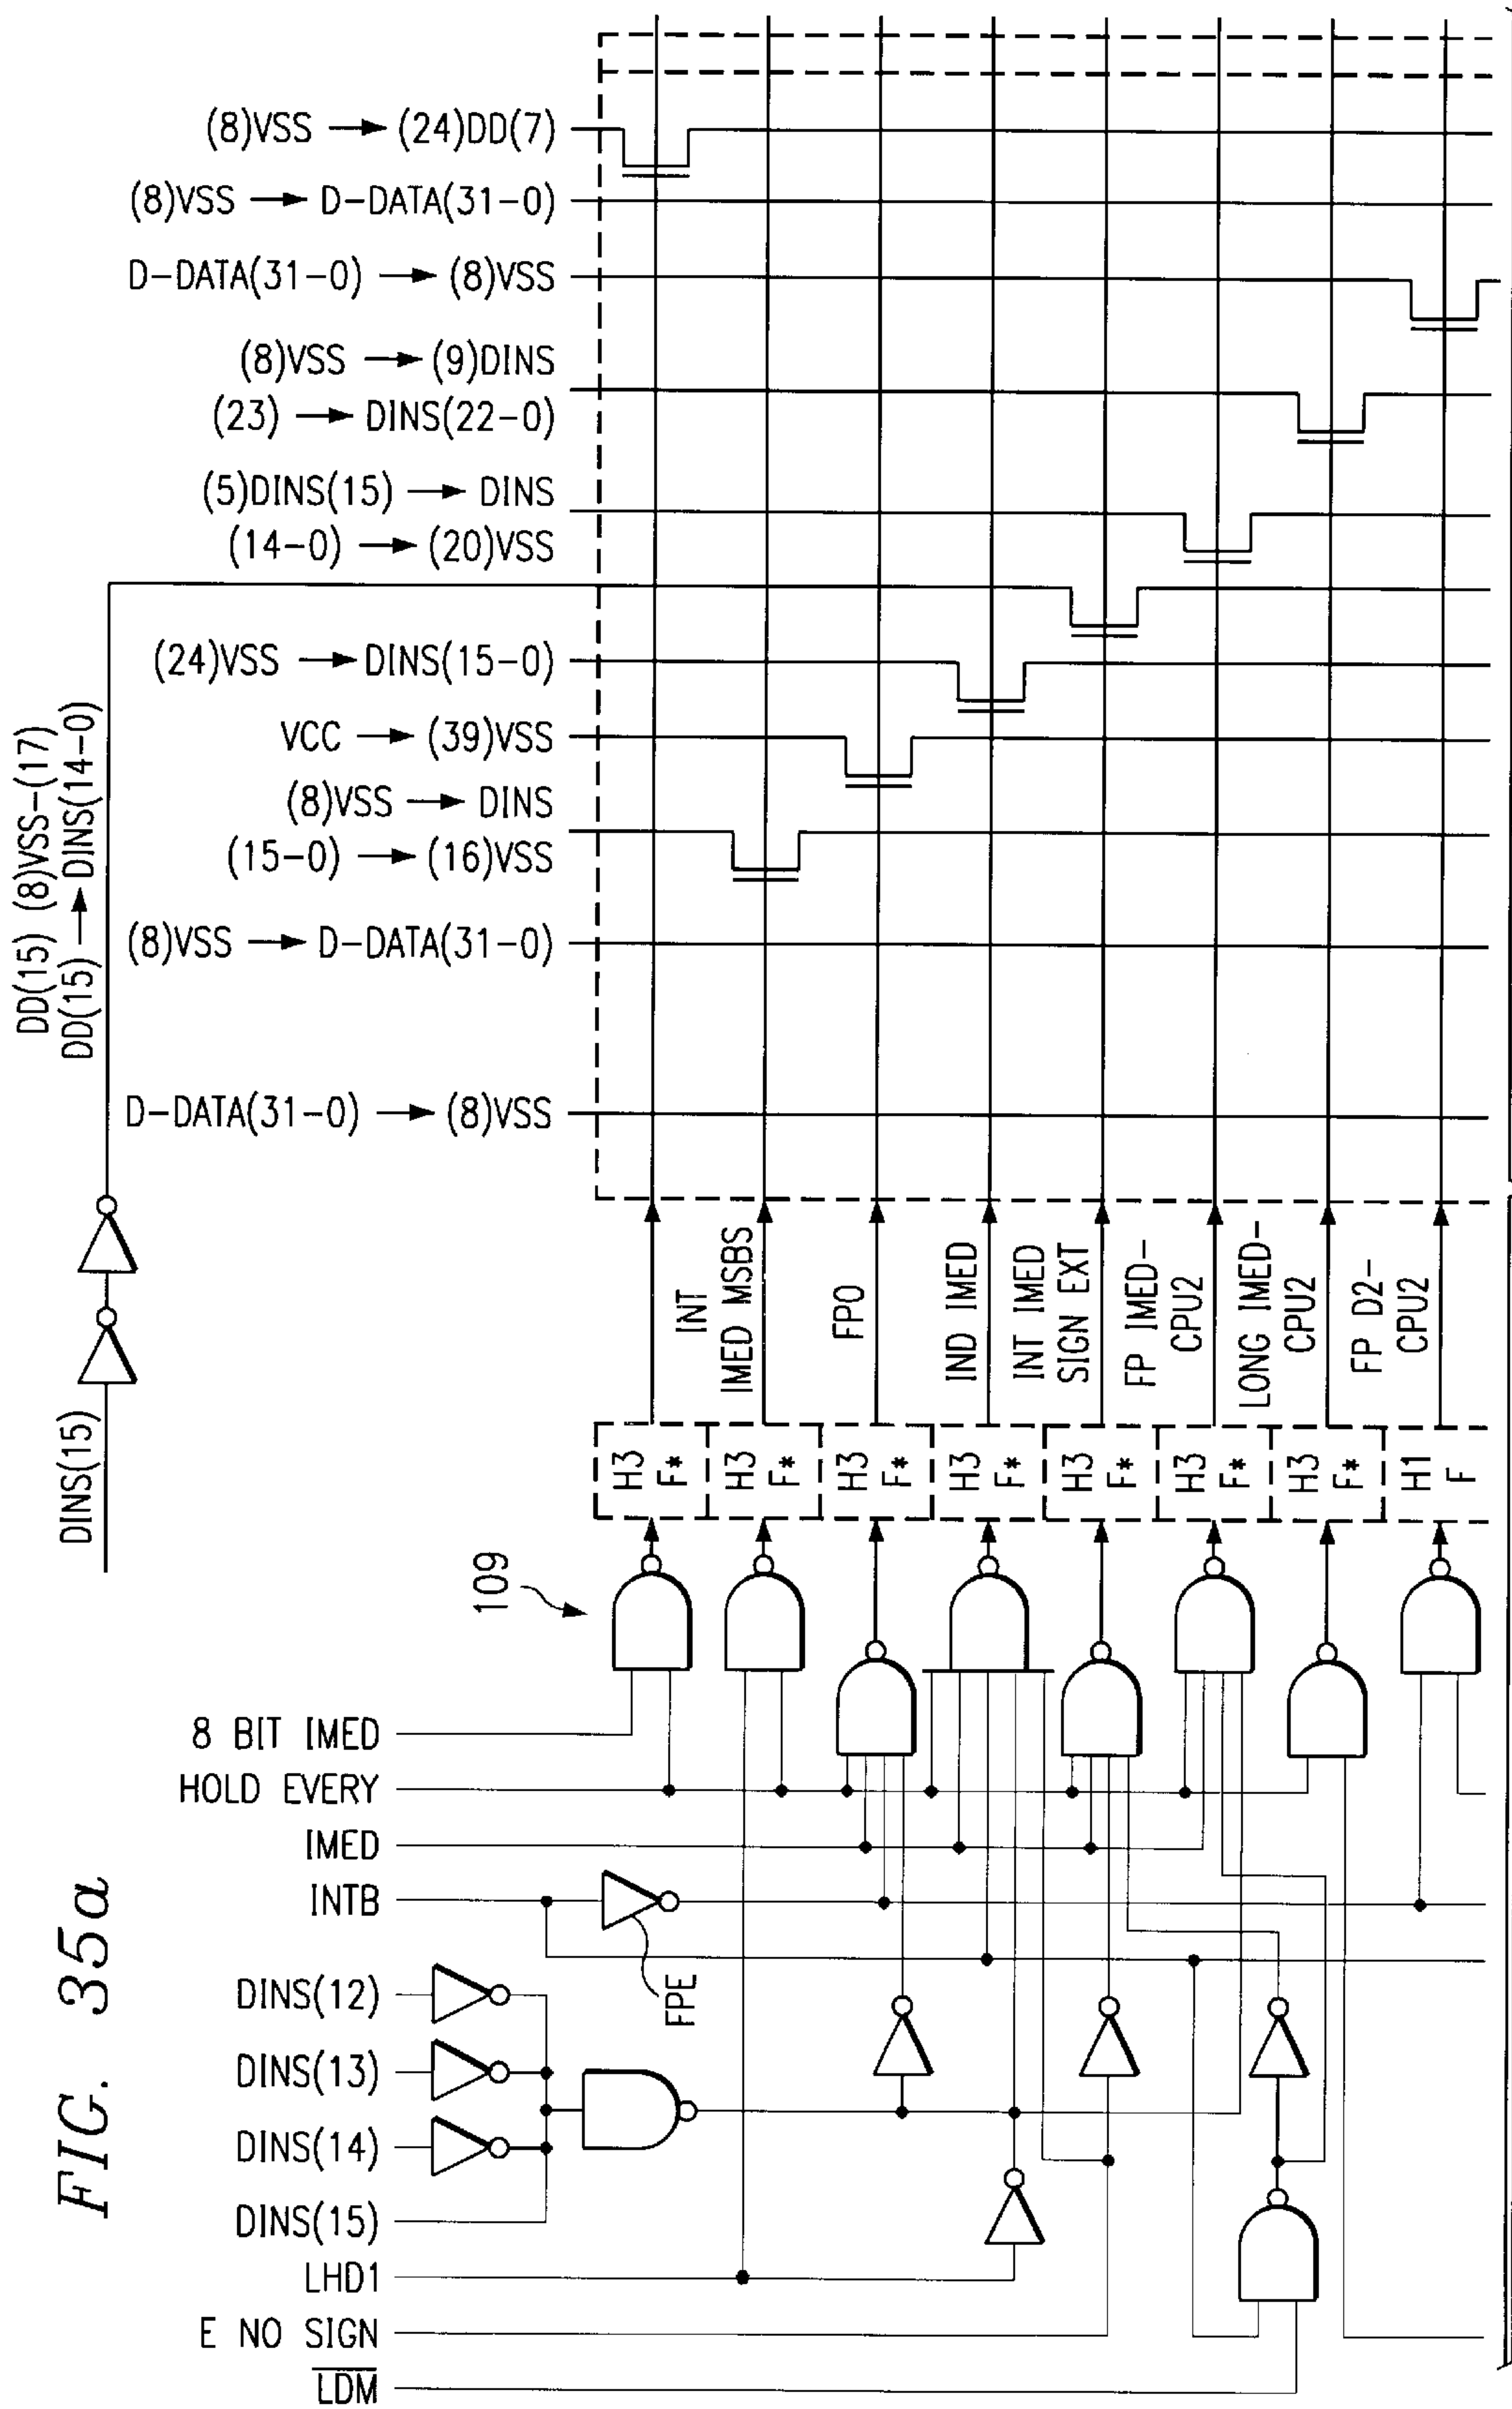 (8)VSS → (24)DD(7)
(8)VSS → D-DATA(31-0)
D-DATA(31-0) → (8)VSS
(8)VSS → (9)DINS
(23) → DINS(22-0)
(5)DINS(15) → DINS
(14-0) → (20)VSS
(24)VSS → DINS(15-0)
VCC → (39)VSS
(8)VSS → DINS
(15-0) → (16)VSS
(8)VSS → D-DATA(31-0)
D-DATA(31-0) → (8)VSS
DD(15) (8)VSS-(17)
DD(15) → DINS(14-0)
DINS(15)
INT
IMED MSBS
FPO
IND IMED
INT IMED
SIGN EXT
FP IMED-
CPU2
LONG IMED-
CPU2
FP D2-
CPU2
H3
F*
H3
F*
H3
F*
H3
F*
H3
F*
H3
F*
H3
F*
H1
F
109
8 BIT IMED
HOLD EVERY
IMED
INTB
FPE
DINS(12)
DINS(13)
DINS(14)
DINS(15)
LHD1
E NO SIGN
LDM
FIG. 35a